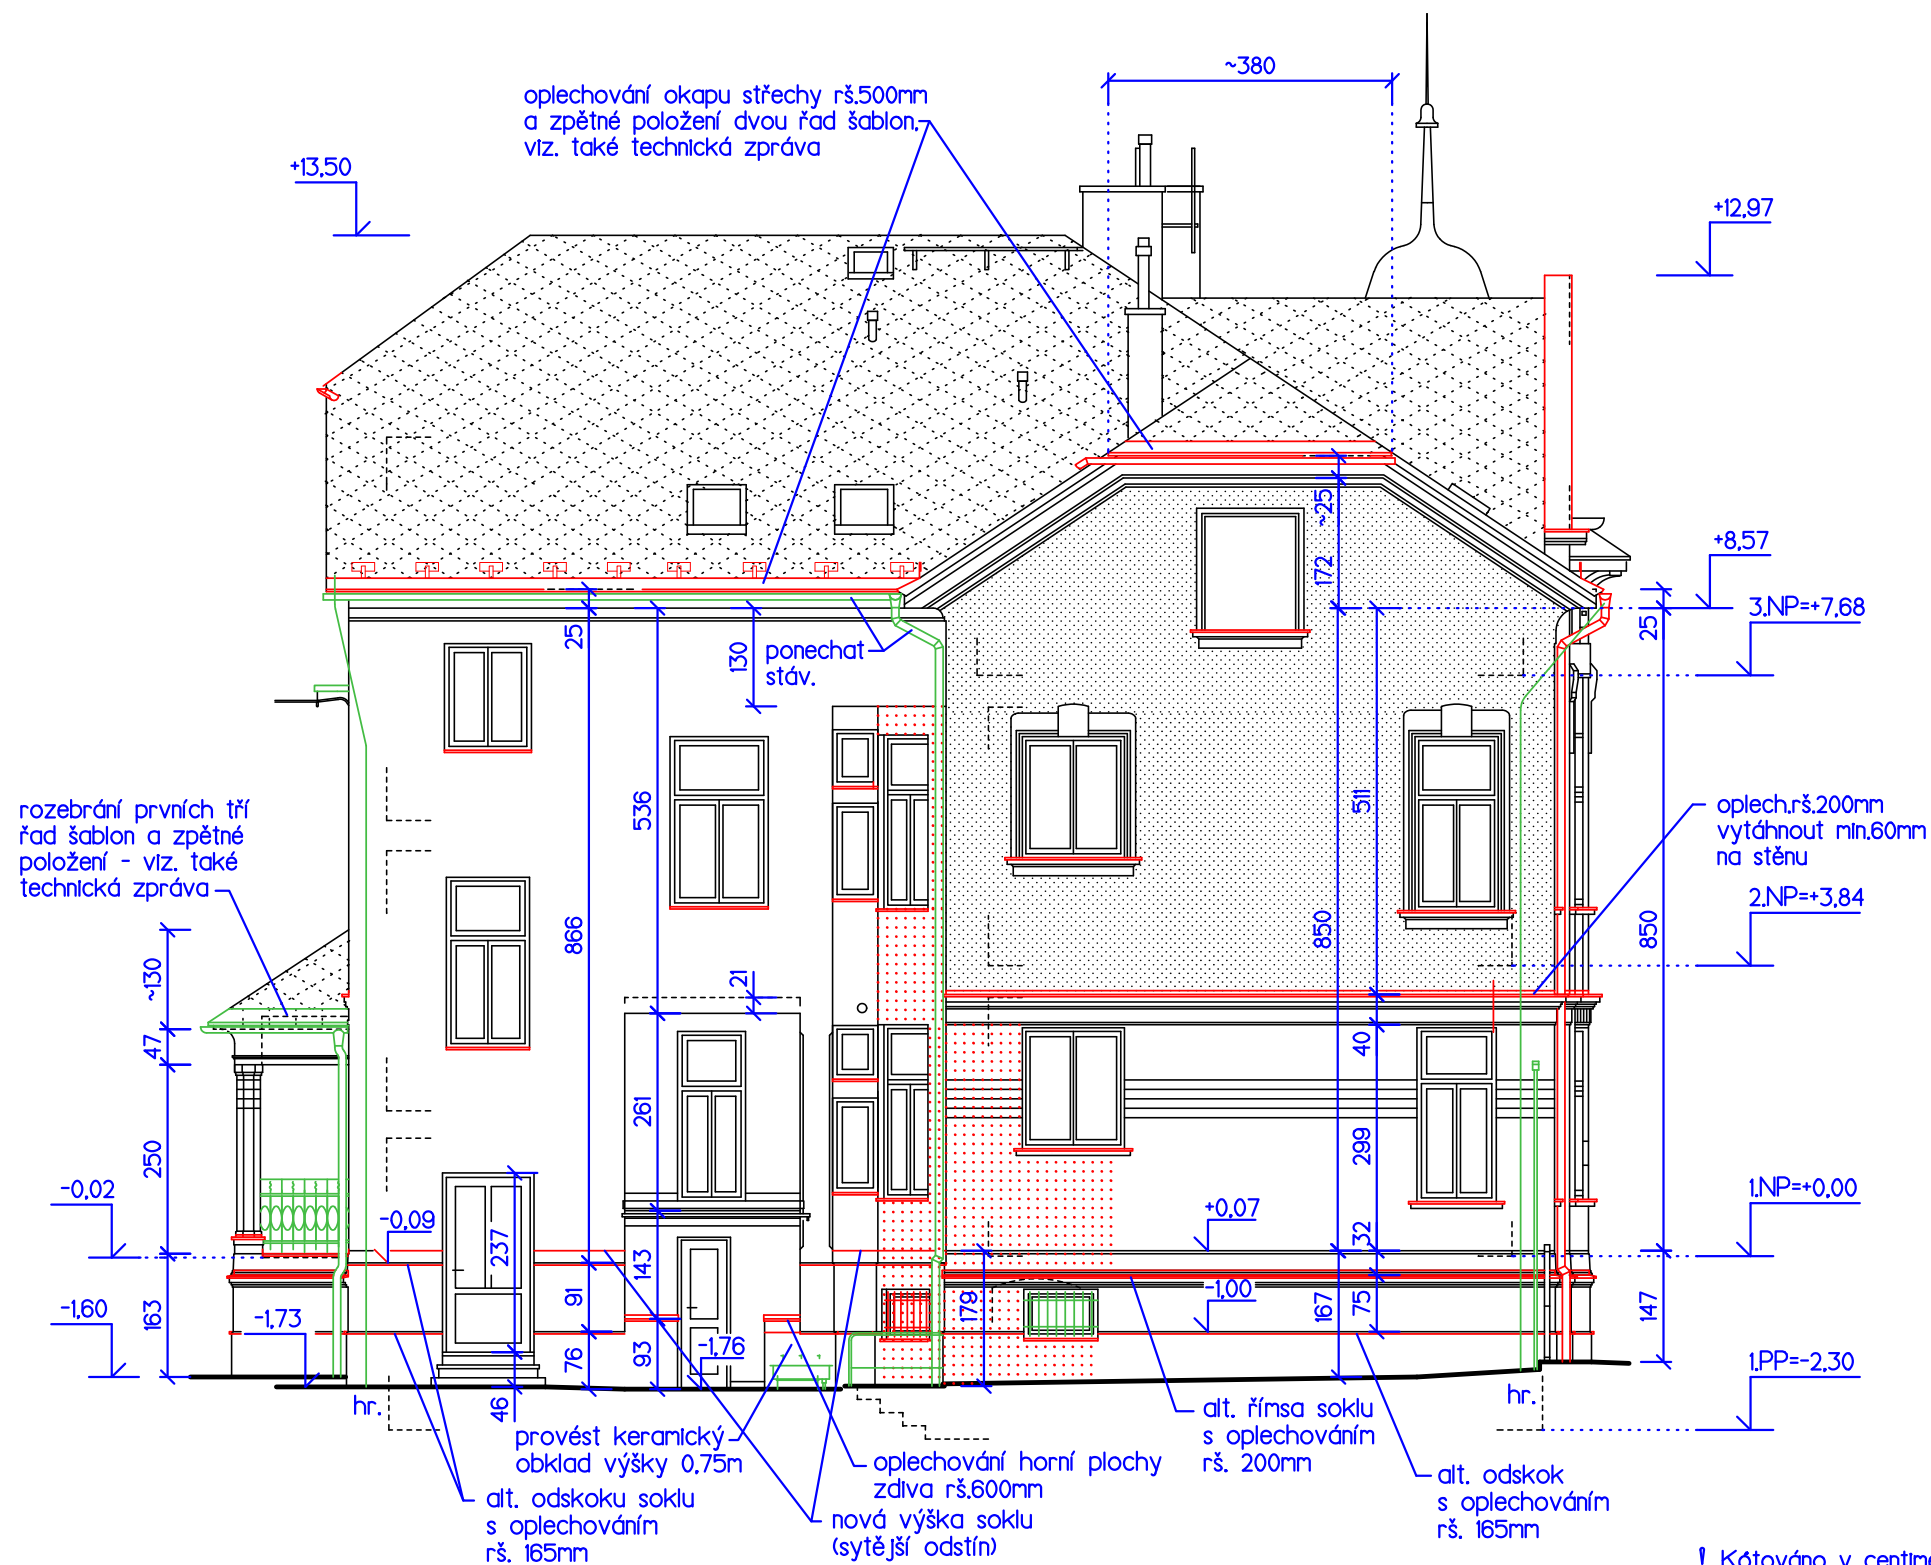 ~380
oplechování okapu střechy rš.500mm
a zpětné položení dvou řad šablon,
viz. také technická zpráva
+13,50
+12,97
+8,57
3.NP=+7,68
~25
172
25
130
ponechat
stáv.
25
536
511
rozebrání prvních tří
řad šablon a zpětné
položení - viz. také
technická zpráva
oplech.rš.200mm
vytáhnout min.60mm
na stěnu
2.NP=+3,84
866
850
850
~130
21
47
40
261
250
299
-0,02
1.NP=+0,00
-0,09
+0,07
237
32
143
-1,60
163
-1,73
91
-1,00
179
167
75
147
-1,76
76
93
1.PP=-2,30
hr.
46
hr.
provést keramický
obklad výšky 0,75m
alt. římsa soklu
s oplechováním
rš. 200mm
oplechování horní plochy
zdiva rš.600mm
alt. odskok
s oplechováním
rš. 165mm
alt. odskoku soklu
s oplechováním
rš. 165mm
nová výška soklu
(sytější odstín)
! Kótováno v